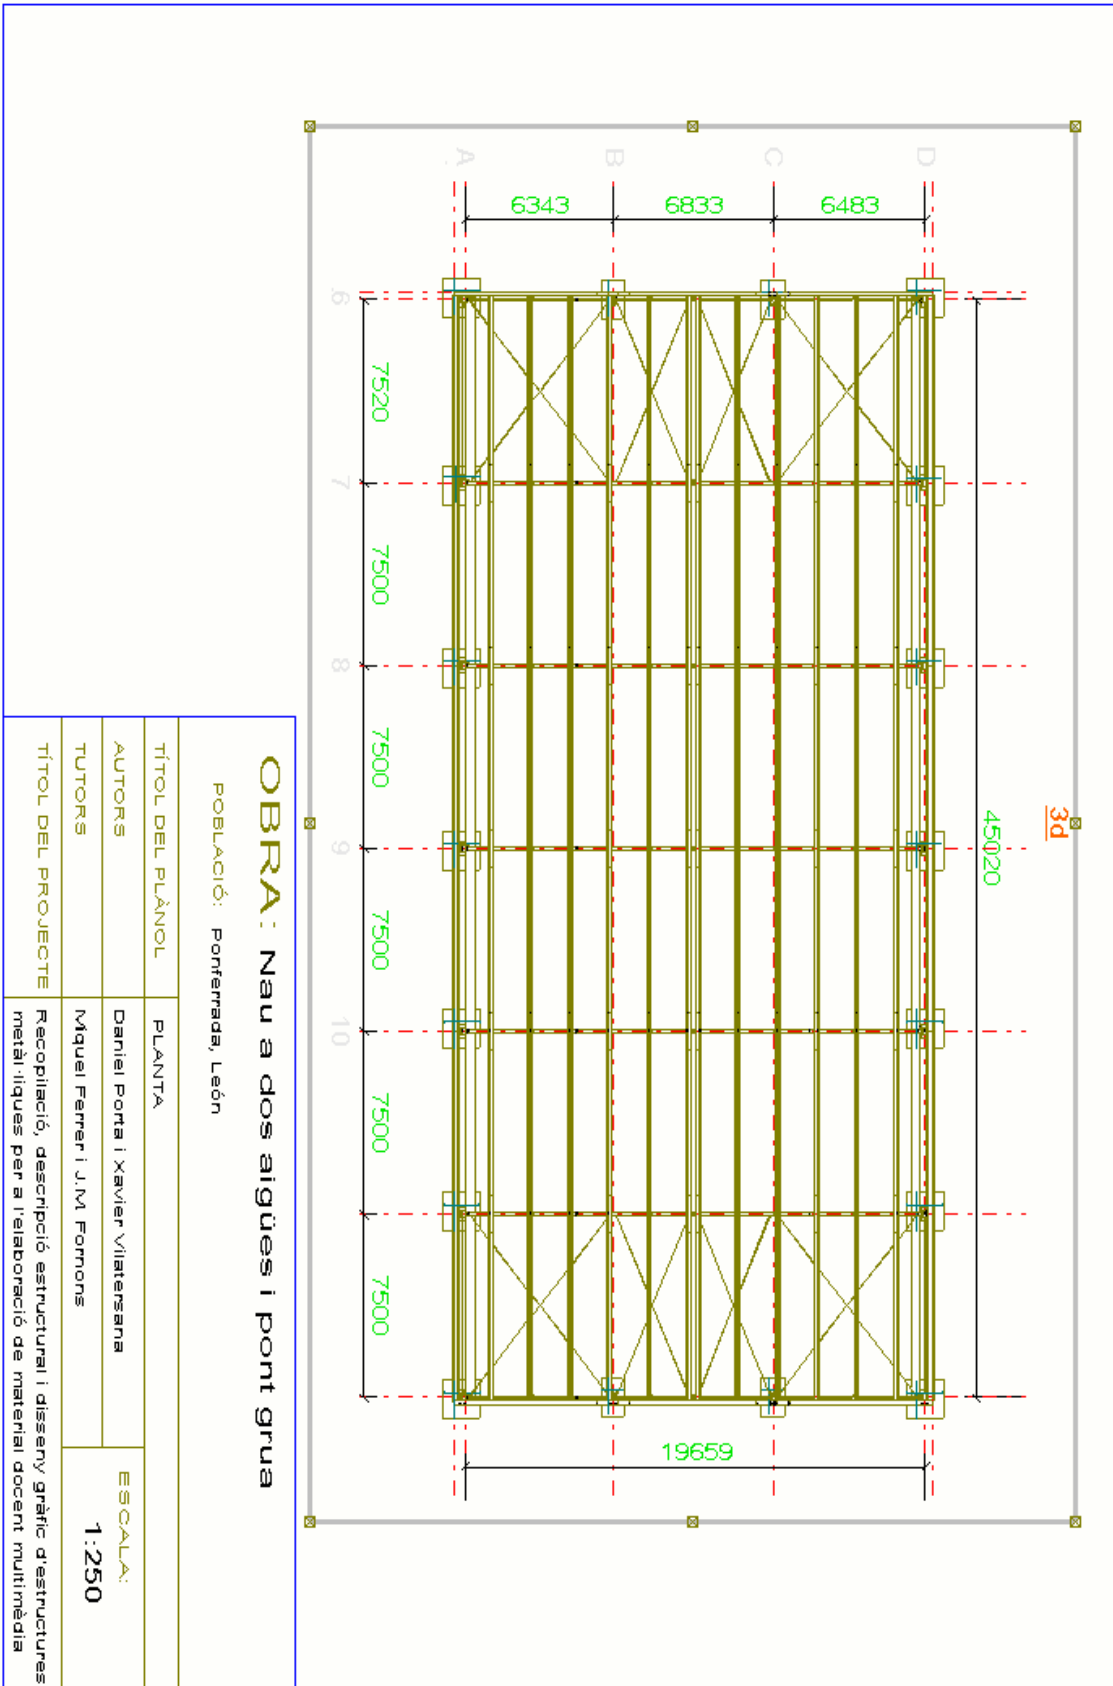 3d
45020
D
C
B
A
6483
6833
6343
19659
6
7
8
9
10
7520
7500
7500
7500
7500
7500
OBRA: Nau a dos aigües i pont grua
POBLACIÓ: Ponferrada, León
TÍTOL DEL PLÀNOL PLANTA
AUTORS Daniel Porta i Xavier Vilatersana
ESCALA:
TUTORS Miquel Ferrer i J.M. Fornons
1:250
TÍTOL DEL PROJECTE Recopilació, descripció estructural i disseny gràfic d'estructures
metàl·liques per a l'elaboració de material docent multimèdia